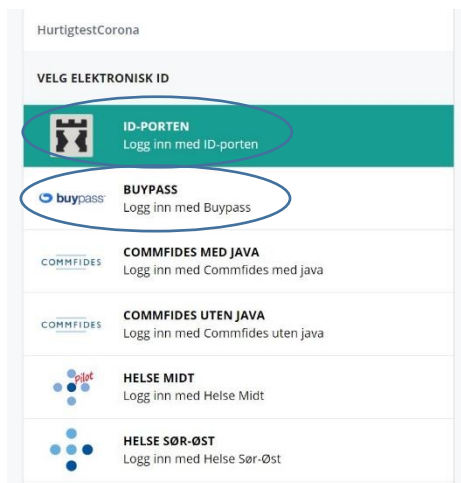 HurtigtestCorona
VELG ELEKTRONISK ID
ID-PORTEN
Logg inn med ID-porten
buypass
BUYPASS
Logg inn med Buypass
COMMFIDES
COMMFIDES MED JAVA
Logg inn med Commfides med java
COMMFIDES
COMMFIDES UTEN JAVA
Logg inn med Commfides uten java
Pilot
HELSE MIDT
Logg inn med Helse Midt
HELSE SØR-ØST
Logg inn med Helse Sør-Øst